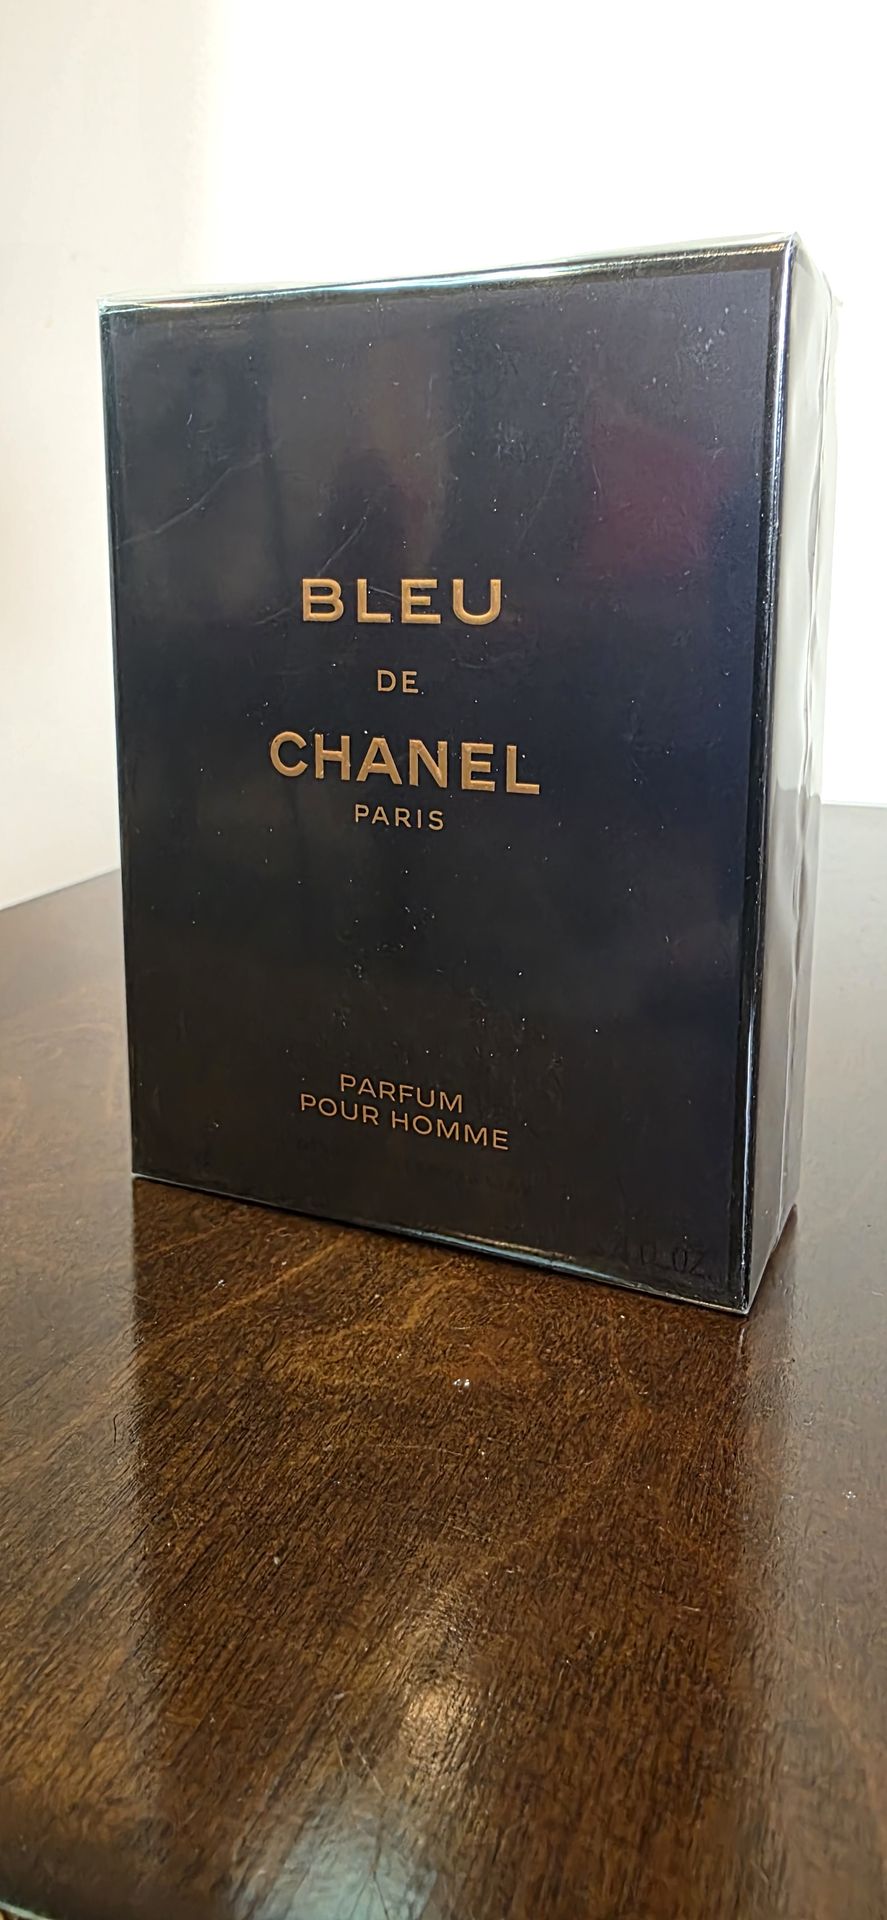 BLEU
DE
CHANEL
PARIS
PARFUM
POUR HOMME